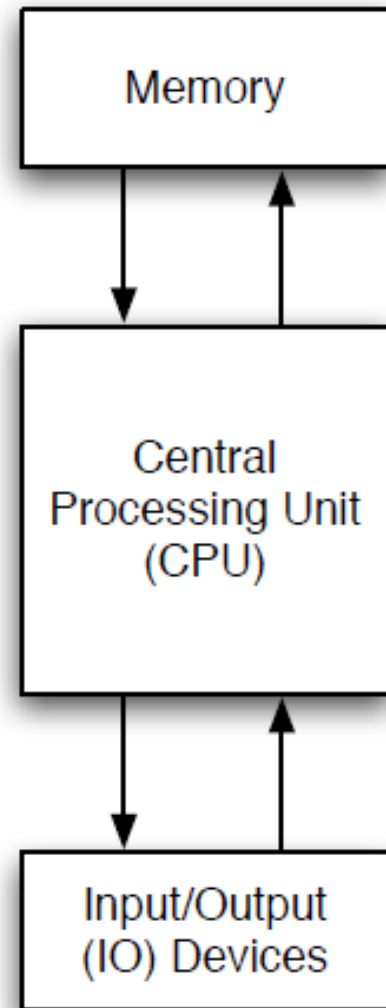 Memory
Central
Processing Unit
(CPU)
Input/Output
(IO) Devices